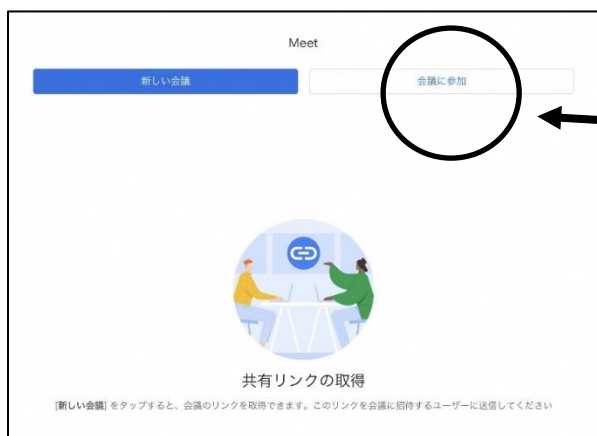 Meet
新しい会議
会議に参加
共有リンクの取得
[新しい会議] をタップすると、会議のリンクを取得できます。このリンクを会議に招待するユーザーに送信してください